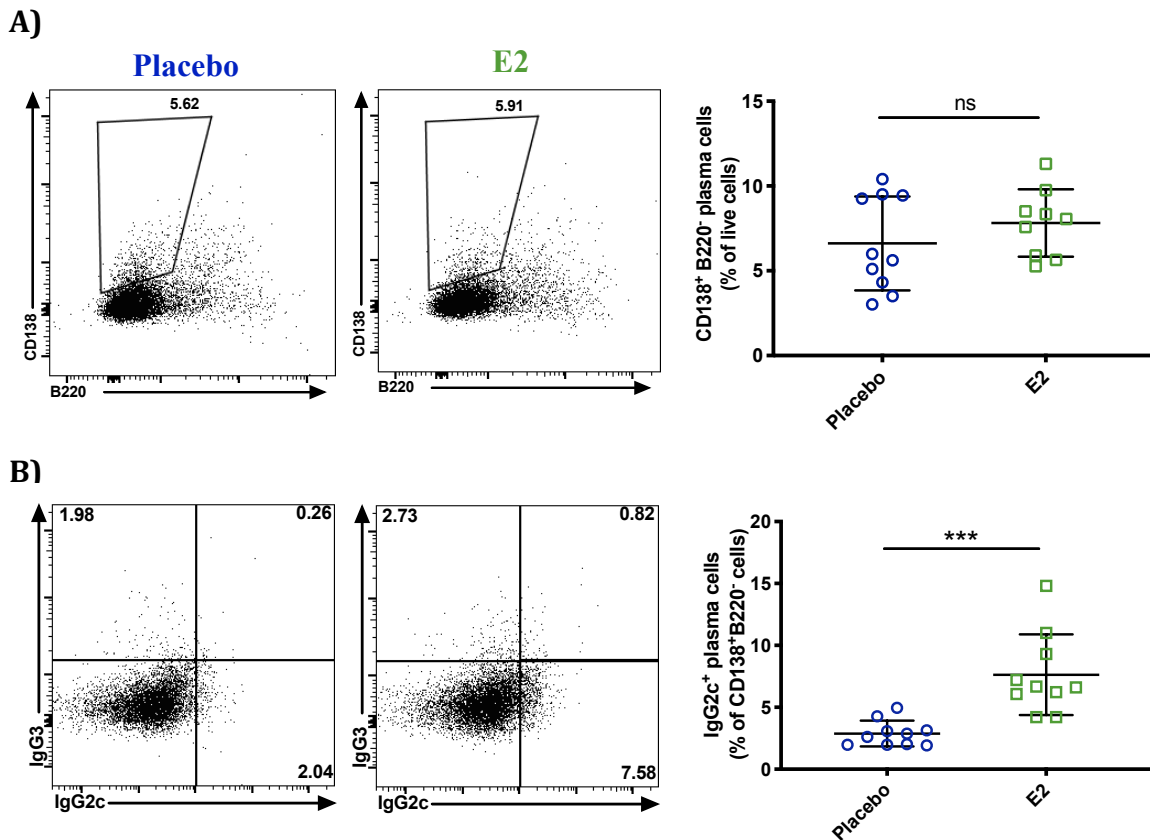 A)
Placebo
E2
5.62
5.91
CD138
B220
CD138
B220
15
10
5
0
CD138⁺ B220⁻ plasma cells
(% of live cells)
ns
Placebo
E2
B)
1.98
0.26
2.04
2.73
0.82
7.58
IgG3
IgG2c
IgG3
IgG2c
20
15
10
5
0
IgG2c⁺ plasma cells
(% of CD138⁺B220⁻ cells)
***
Placebo
E2